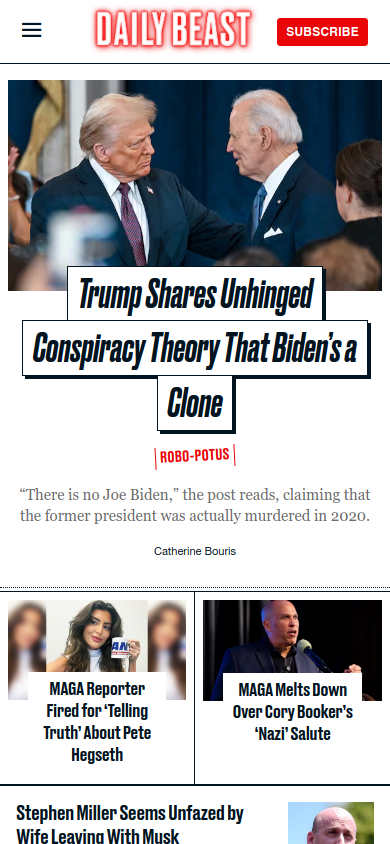 DAILY BEAST
SUBSCRIBE
Trump Shares Unhinged
Conspiracy Theory That Biden’s a
Clone
ROBO-POTUS
“There is no Joe Biden,” the post reads, claiming that
the former president was actually murdered in 2020.
Catherine Bouris
AN
MAGA Reporter
Fired for ‘Telling
Truth’ About Pete
Hegseth
MAGA Melts Down
Over Cory Booker’s
‘Nazi’ Salute
Stephen Miller Seems Unfazed by
Wife Leaving With Musk